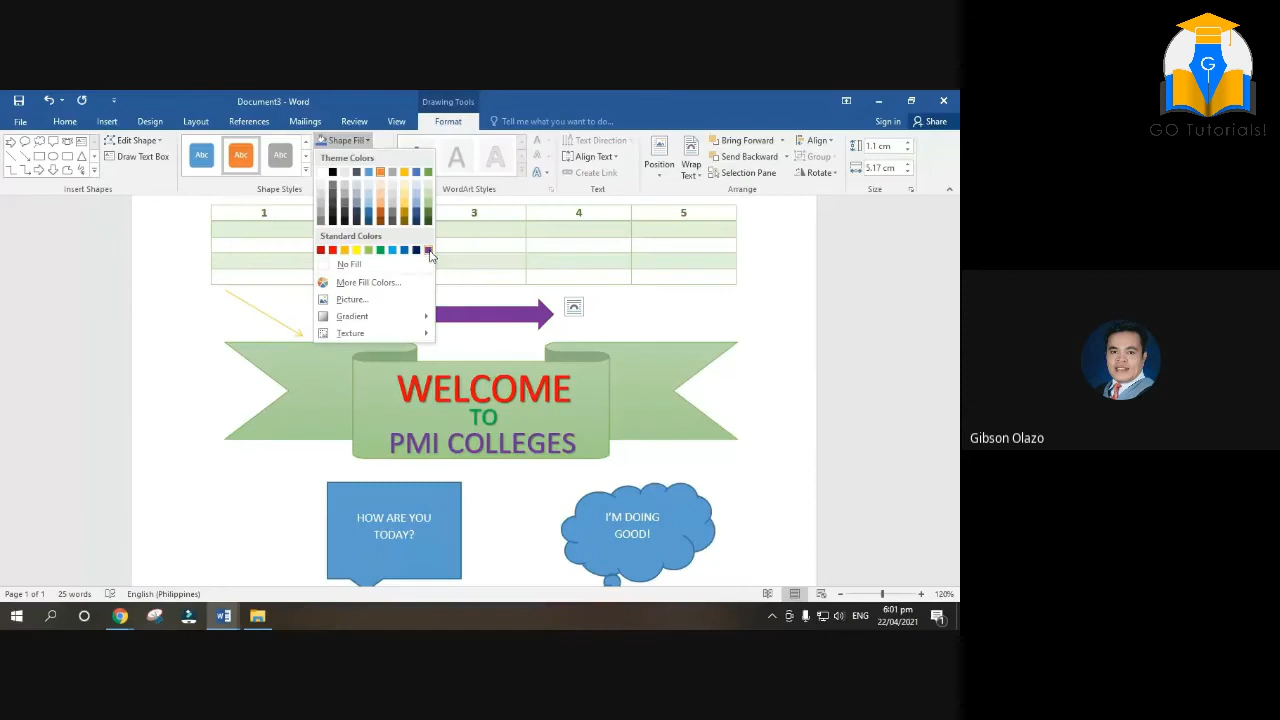 G
GO Tutorials!
Document3 - Word
Drawing Tools
File
Home
Insert
Design
Layout
References
Mailings
Review
View
Format
Tell me what you want to do...
Sign in
Share
Edit Shape
Draw Text Box
Insert Shapes
Abc
Abc
Abc
Shape Styles
Shape Fill
Theme Colors
Standard Colors
No Fill
More Fill Colors...
Picture...
Gradient
Texture
A
A
WordArt Styles
Text Direction
Align Text
Create Link
Text
Position
Wrap
Text
Bring Forward
Send Backward
Selection Pane
Align
Group
Rotate
Arrange
1.1 cm
5.17 cm
Size
1
3
4
5
WELCOME
TO
PMI COLLEGES
HOW ARE YOU
TODAY?
I'M DOING
GOOD!
Page 1 of 1
25 words
English (Philippines)
120%
ENG
6:01 pm
22/04/2021
1
Gibson Olazo